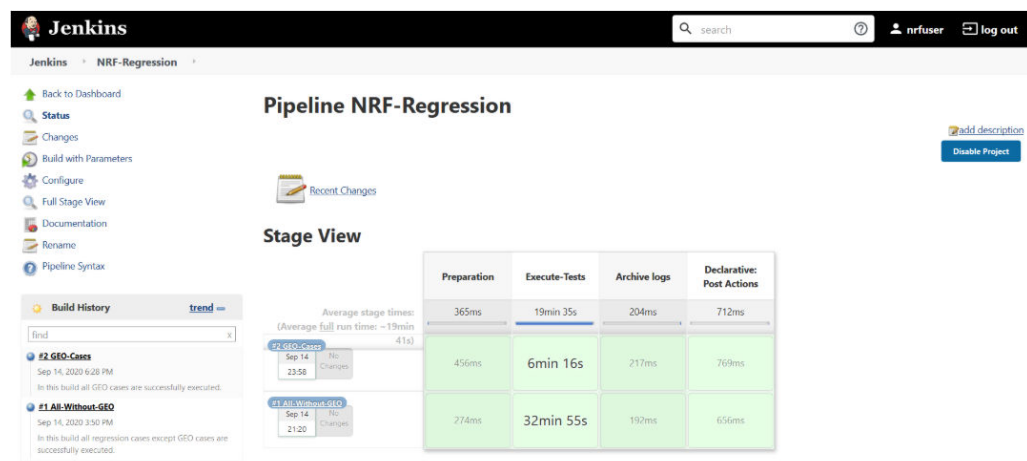 Jenkins
search
nrfuser
log out
Jenkins
NRF-Regression
Back to Dashboard
Status
Changes
Build with Parameters
Configure
Full Stage View
Documentation
Rename
Pipeline Syntax
Build History
trend
find
x
#2 GEO-Cases
Sep 14, 2020 6:28 PM
In this build all GEO cases are successfully executed.
#1 All-Without-GEO
Sep 14, 2020 3:50 PM
In this build all regression cases except GEO cases are
successfully executed.
Pipeline NRF-Regression
add description
Disable Project
Recent Changes
Stage View
Preparation
Execute-Tests
Archive logs
Declarative:
Post Actions
Average stage times:
(Average full run time: ~19min
41s)
365ms
19min 35s
204ms
712ms
#2 GEO-Cases
Sep 14
23:58
No
Changes
456ms
6min 16s
217ms
769ms
#1 All-Without-GEO
Sep 14
21:20
No
Changes
274ms
32min 55s
192ms
656ms